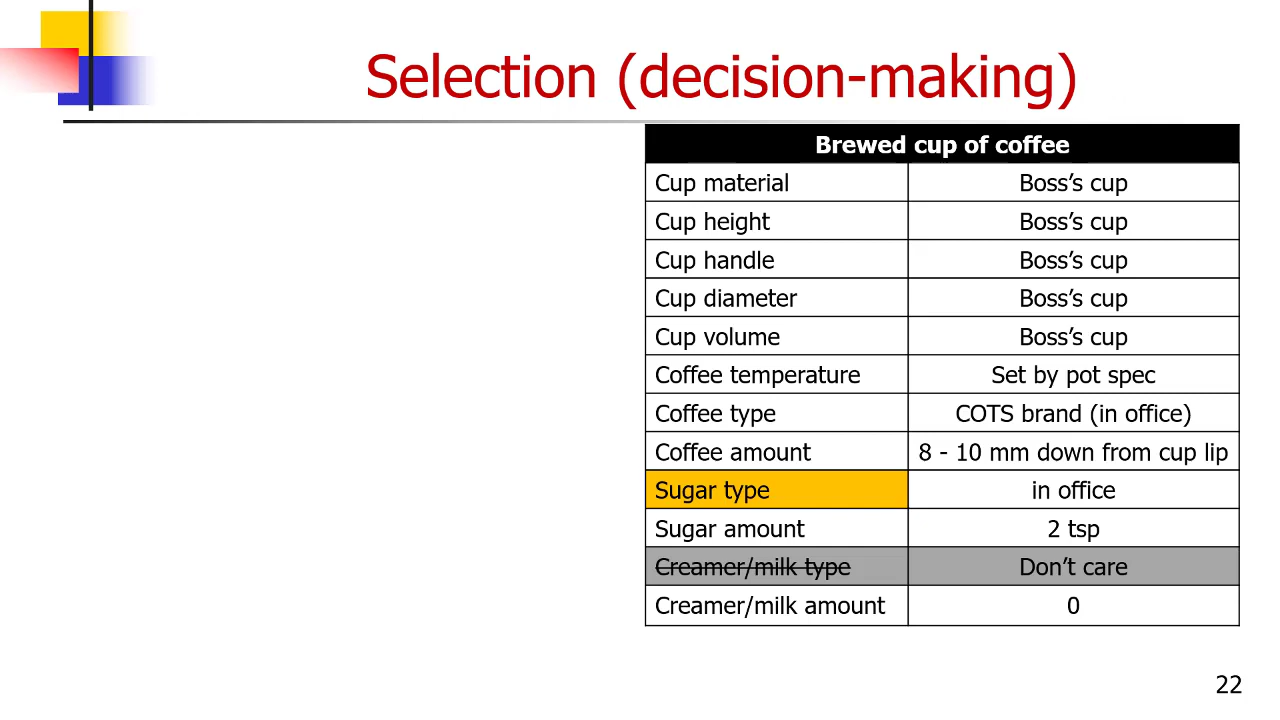 Selection (decision-making)
Brewed cup of coffee
Cup material Boss’s cup
Cup height Boss’s cup
Cup handle Boss’s cup
Cup diameter Boss’s cup
Cup volume Boss’s cup
Coffee temperature Set by pot spec
Coffee type COTS brand (in office)
Coffee amount 8 - 10 mm down from cup lip
Sugar type in office
Sugar amount 2 tsp
Creamer/milk type Don’t care
Creamer/milk amount 0
22